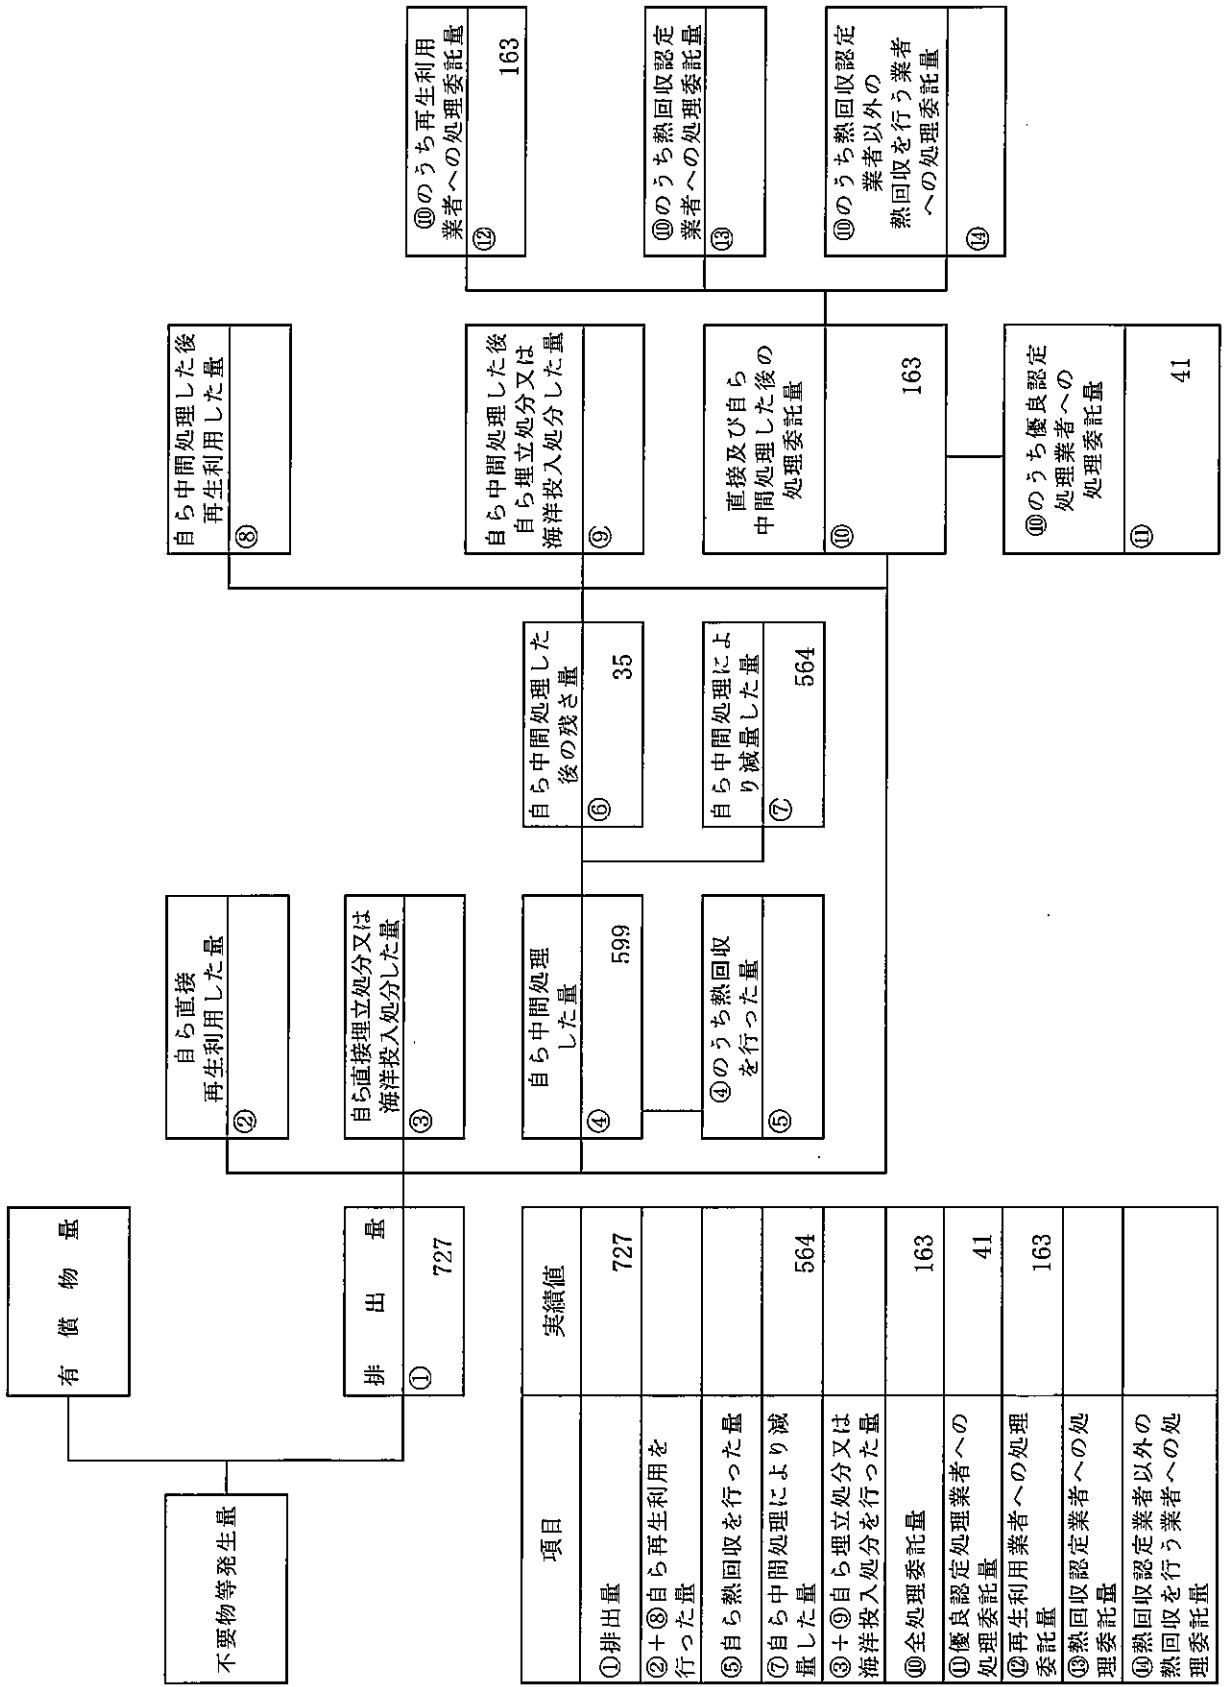 不要物等発生量
有償物量
排出量
①
727
自ら直接
再生利用した量
②
自ら直接埋立処分又は
海洋投入処分した量
③
自ら中間処理
した量
④
599
④のうち熱回収
を行った量
⑤
自ら中間処理した
後の残さ量
⑥
35
自ら中間処理によ
り減量した量
⑦
564
自ら中間処理した後
再生利用した量
⑧
自ら中間処理した後
自ら埋立処分又は
海洋投入処分した量
⑨
直接及び自ら
中間処理した後の
処理委託量
⑩
163
⑩のうち優良認定
処理業者への
処理委託量
⑪
41
⑩のうち再生利用
業者への処理委託量
⑫
163
⑩のうち熱回収認定
業者への処理委託量
⑬
⑩のうち熱回収認定
業者以外の
熱回収を行う業者
への処理委託量
⑭
項目 実績値
①排出量 727
②+⑧自ら再生利用を
行った量
⑤自ら熱回収を行った量
⑦自ら中間処理により減
量した量 564
③+⑨自ら埋立処分又は
海洋投入処分を行った量
⑩全処理委託量 163
⑪優良認定処理業者への
処理委託量 41
⑫再生利用業者への処理
委託量 163
⑬熱回収認定業者への処
理委託量
⑭熱回収認定業者以外の
熱回収を行う業者への処
理委託量